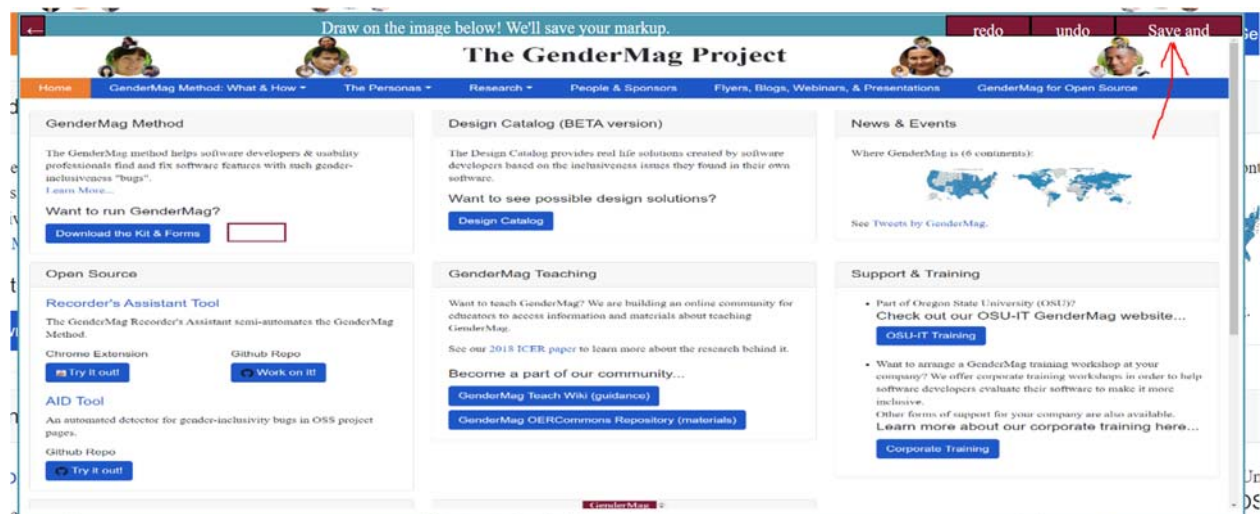 ←
Draw on the image below! We'll save your markup.
redo
undo
Save and
The GenderMag Project
Home
GenderMag Method: What & How
The Personas
Research
People & Sponsors
Flyers, Blogs, Webinars, & Presentations
GenderMag for Open Source
GenderMag Method
The GenderMag method helps software developers & usability
professionals find and fix software features with such gender-
inclusiveness "bugs".
Learn More...
Want to run GenderMag?
Download the Kit & Forms
Design Catalog (BETA version)
The Design Catalog provides real life solutions created by software
developers based on the inclusiveness issues they found in their own
software.
Want to see possible design solutions?
Design Catalog
News & Events
Where GenderMag is (6 continents):
See Tweets by GenderMag.
Open Source
Recorder's Assistant Tool
The GenderMag Recorder's Assistant semi-automates the GenderMag
Method.
Chrome Extension
Github Repo
Try it out!
Work on it!
AID Tool
An automated detector for gender-inclusivity bugs in OSS project
pages.
Github Repo
Try it out!
GenderMag Teaching
Want to teach GenderMag? We are building an online community for
educators to access information and materials about teaching
GenderMag.
See our 2018 ICER paper to learn more about the research behind it.
Become a part of our community...
GenderMag Teach Wiki (guidance)
GenderMag OERCommons Repository (materials)
Support & Training
• Part of Oregon State University (OSU)?
Check out our OSU-IT GenderMag website...
OSU-IT Training
• Want to arrange a GenderMag training workshop at your
company? We offer corporate training workshops in order to help
software developers evaluate their software to make it more
inclusive.
Other forms of support for your company are also available.
Learn more about our corporate training here...
Corporate Training
GenderMag